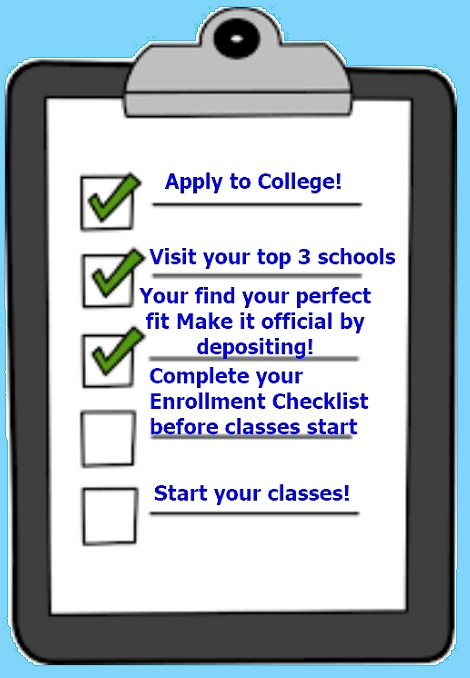 Apply to College!
Visit your top 3 schools
Your find your perfect
fit Make it official by
depositing!
Complete your
Enrollment Checklist
before classes start
Start your classes!